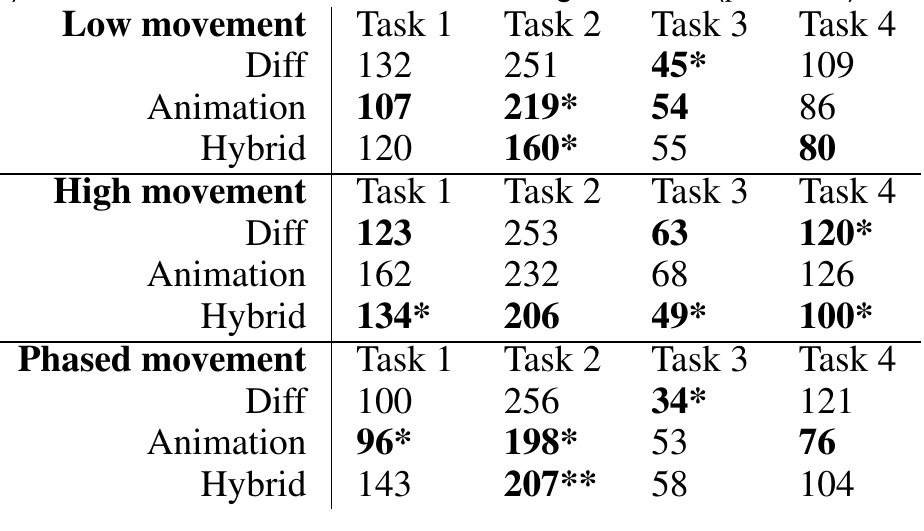 Low movement Task 1 Task 2 Task 3 Task 4
Diff 132 251 45* 109
Animation 107 219* 54 86
Hybrid 120 160* 55 80
High movement Task 1 Task 2 Task 3 Task 4
Diff 123 253 63 120*
Animation 162 232 68 126
Hybrid 134* 206 49* 100*
Phased movement Task 1 Task 2 Task 3 Task 4
Diff 100 256 34* 121
Animation 96* 198* 53 76
Hybrid 143 207** 58 104